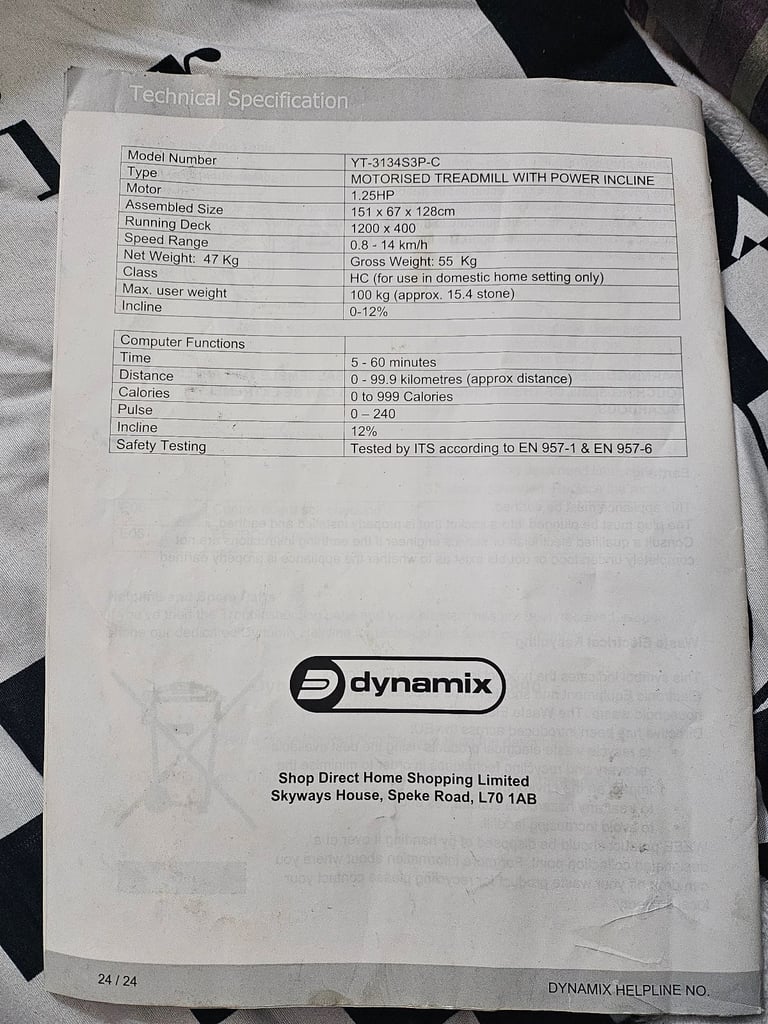 Technical Specification
Model Number YT-3134S3P-C
Type MOTORISED TREADMILL WITH POWER INCLINE
Motor 1.25HP
Assembled Size 151 x 67 x 128cm
Running Deck 1200 x 400
Speed Range 0.8 - 14 km/h
Net Weight: 47 Kg Gross Weight: 55 Kg
Class HC (for use in domestic home setting only)
Max. user weight 100 kg (approx. 15.4 stone)
Incline 0-12%
Computer Functions
Time 5 - 60 minutes
Distance 0 - 99.9 kilometres (approx distance)
Calories 0 to 999 Calories
Pulse 0 – 240
Incline 12%
Safety Testing Tested by ITS according to EN 957-1 & EN 957-6
dynamix
Shop Direct Home Shopping Limited
Skyways House, Speke Road, L70 1AB
24 / 24 DYNAMIX HELPLINE NO.